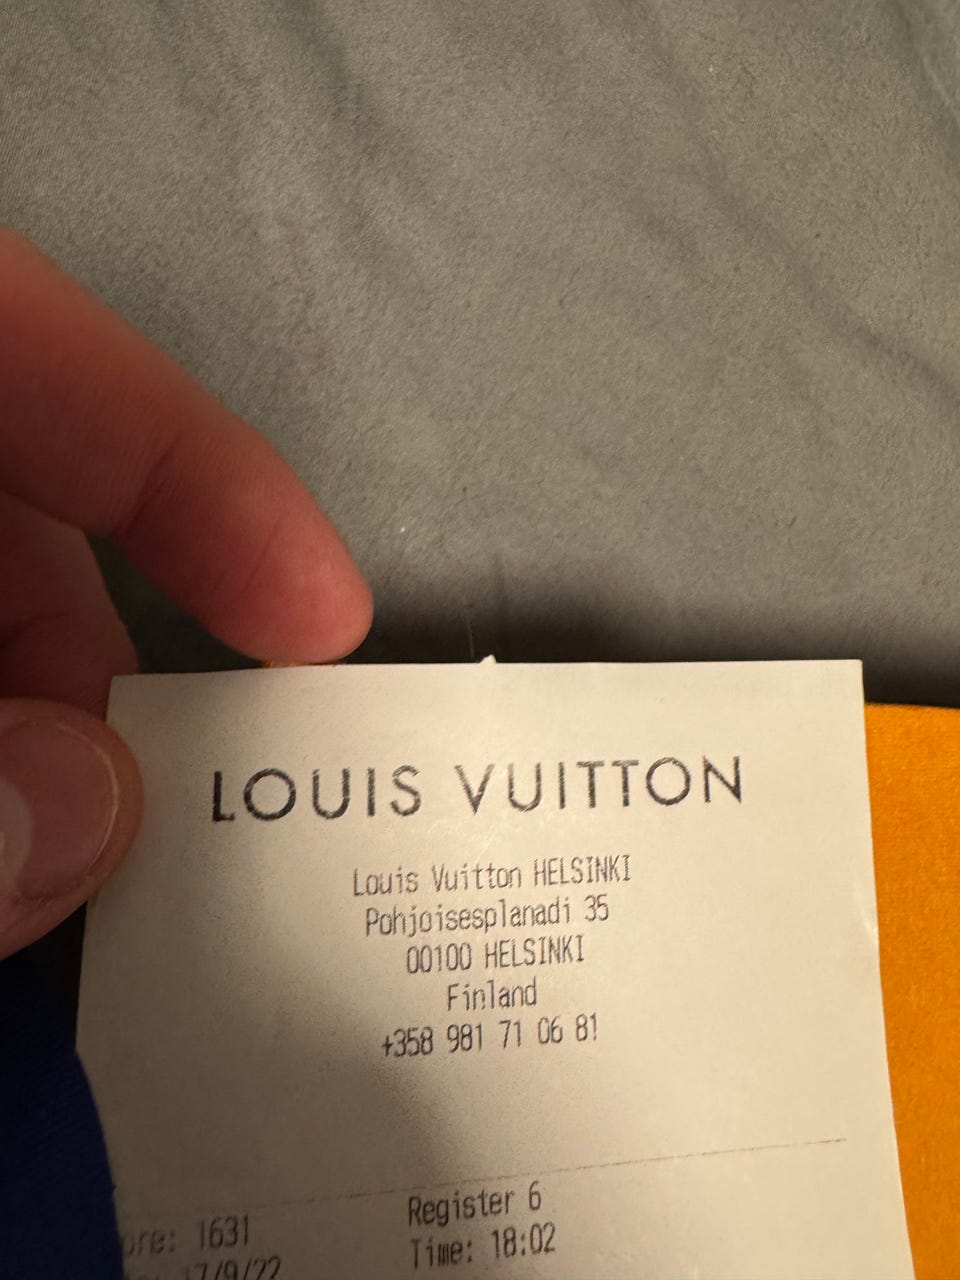 LOUIS VUITTON
Louis Vuitton HELSINKI
Pohjoisesplanadi 35
00100 HELSINKI
Finland
+358 981 71 06 81
Register 6
1631
Time: 18:02